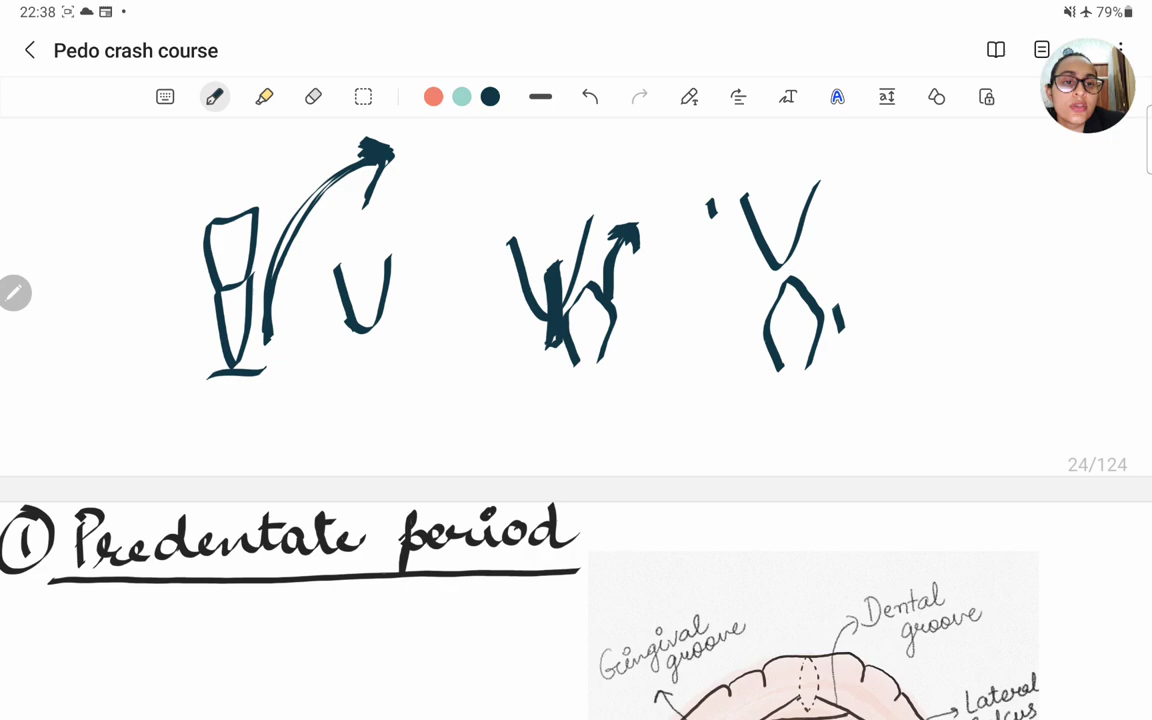 22:38
79%
Pedo crash course
24/124
① Predentate period
Gingival groove
Dental groove
Lateral